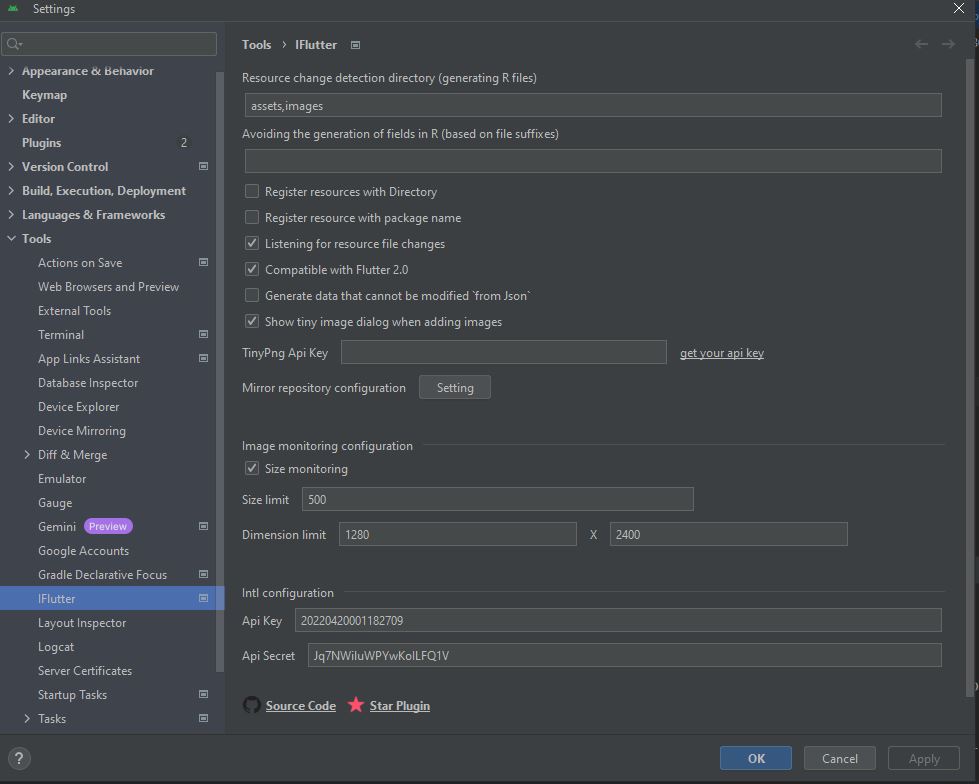 Settings
Appearance & Behavior
Keymap
Editor
Plugins 2
Version Control
Build, Execution, Deployment
Languages & Frameworks
Tools
Actions on Save
Web Browsers and Preview
External Tools
Terminal
App Links Assistant
Database Inspector
Device Explorer
Device Mirroring
Diff & Merge
Emulator
Gauge
Gemini Preview
Google Accounts
Gradle Declarative Focus
IFlutter
Layout Inspector
Logcat
Server Certificates
Startup Tasks
Tasks
?
Tools › IFlutter
Resource change detection directory (generating R files)
assets,images
Avoiding the generation of fields in R (based on file suffixes)
Register resources with Directory
Register resource with package name
Listening for resource file changes
Compatible with Flutter 2.0
Generate data that cannot be modified `from Json`
Show tiny image dialog when adding images
TinyPng Api Key get your api key
Mirror repository configuration Setting
Image monitoring configuration
Size monitoring
Size limit 500
Dimension limit 1280 X 2400
Intl configuration
Api Key 20220420001182709
Api Secret Jq7NWiluWPYwKolLFQ1V
Source Code Star Plugin
OK Cancel Apply